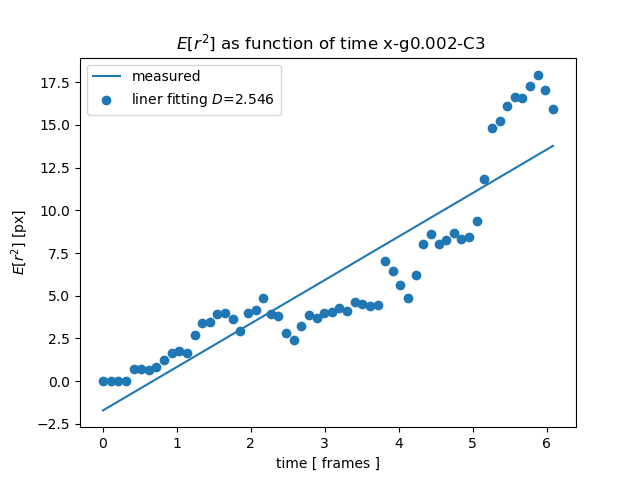 E[r²] as function of time x-g0.002-C3
measured
liner fitting D=2.546
17.5
15.0
12.5
10.0
7.5
5.0
2.5
0.0
−2.5
E[r²] [px]
0 1 2 3 4 5 6
time [ frames ]